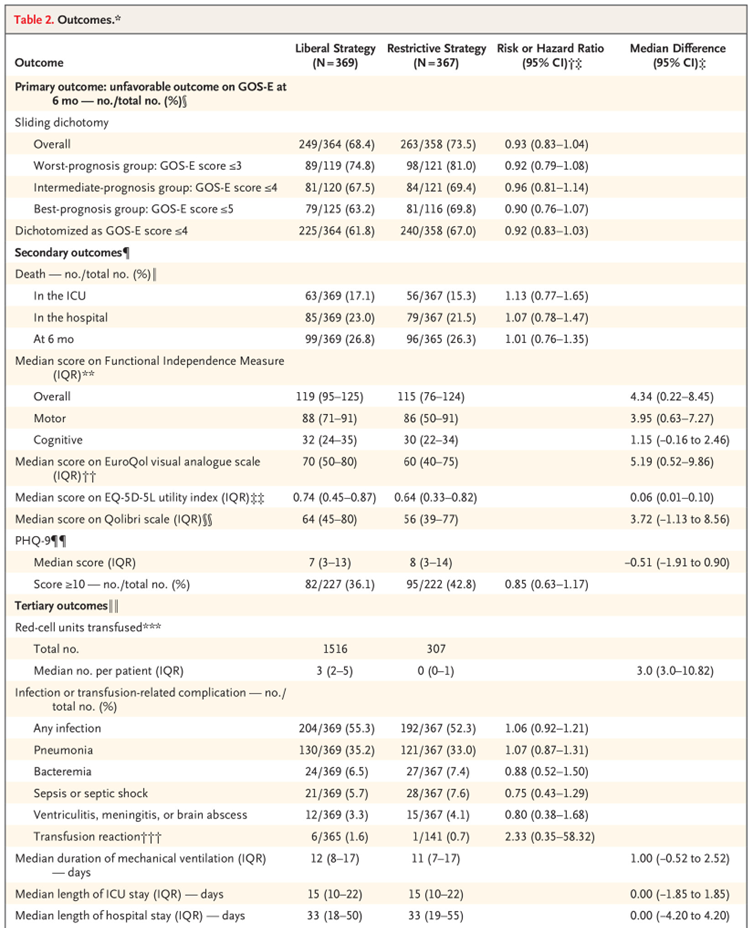 Table 2. Outcomes.*
Outcome Liberal Strategy (N=369) Restrictive Strategy (N=367) Risk or Hazard Ratio (95% CI)†‡ Median Difference (95% CI)‡
Primary outcome: unfavorable outcome on GOS-E at
6 mo — no./total no. (%)§
Sliding dichotomy
Overall 249/364 (68.4) 263/358 (73.5) 0.93 (0.83–1.04)
Worst-prognosis group: GOS-E score ≤3 89/119 (74.8) 98/121 (81.0) 0.92 (0.79–1.08)
Intermediate-prognosis group: GOS-E score ≤4 81/120 (67.5) 84/121 (69.4) 0.96 (0.81–1.14)
Best-prognosis group: GOS-E score ≤5 79/125 (63.2) 81/116 (69.8) 0.90 (0.76–1.07)
Dichotomized as GOS-E score ≤4 225/364 (61.8) 240/358 (67.0) 0.92 (0.83–1.03)
Secondary outcomes¶
Death — no./total no. (%)‖
In the ICU 63/369 (17.1) 56/367 (15.3) 1.13 (0.77–1.65)
In the hospital 85/369 (23.0) 79/367 (21.5) 1.07 (0.78–1.47)
At 6 mo 99/369 (26.8) 96/365 (26.3) 1.01 (0.76–1.35)
Median score on Functional Independence Measure
(IQR)**
Overall 119 (95–125) 115 (76–124) 4.34 (0.22–8.45)
Motor 88 (71–91) 86 (50–91) 3.95 (0.63–7.27)
Cognitive 32 (24–35) 30 (22–34) 1.15 (–0.16 to 2.46)
Median score on EuroQol visual analogue scale 70 (50–80) 60 (40–75) 5.19 (0.52–9.86)
(IQR)††
Median score on EQ-5D-5L utility index (IQR)‡‡ 0.74 (0.45–0.87) 0.64 (0.33–0.82) 0.06 (0.01–0.10)
Median score on Qolibri scale (IQR)§§ 64 (45–80) 56 (39–77) 3.72 (–1.13 to 8.56)
PHQ-9¶¶
Median score (IQR) 7 (3–13) 8 (3–14) –0.51 (–1.91 to 0.90)
Score ≥10 — no./total no. (%) 82/227 (36.1) 95/222 (42.8) 0.85 (0.63–1.17)
Tertiary outcomes‖‖
Red-cell units transfused***
Total no. 1516 307
Median no. per patient (IQR) 3 (2–5) 0 (0–1) 3.0 (3.0–10.82)
Infection or transfusion-related complication — no./
total no. (%)
Any infection 204/369 (55.3) 192/367 (52.3) 1.06 (0.92–1.21)
Pneumonia 130/369 (35.2) 121/367 (33.0) 1.07 (0.87–1.31)
Bacteremia 24/369 (6.5) 27/367 (7.4) 0.88 (0.52–1.50)
Sepsis or septic shock 21/369 (5.7) 28/367 (7.6) 0.75 (0.43–1.29)
Ventriculitis, meningitis, or brain abscess 12/369 (3.3) 15/367 (4.1) 0.80 (0.38–1.68)
Transfusion reaction††† 6/365 (1.6) 1/141 (0.7) 2.33 (0.35–58.32)
Median duration of mechanical ventilation (IQR) 12 (8–17) 11 (7–17) 1.00 (–0.52 to 2.52)
— days
Median length of ICU stay (IQR) — days 15 (10–22) 15 (10–22) 0.00 (–1.85 to 1.85)
Median length of hospital stay (IQR) — days 33 (18–50) 33 (19–55) 0.00 (–4.20 to 4.20)